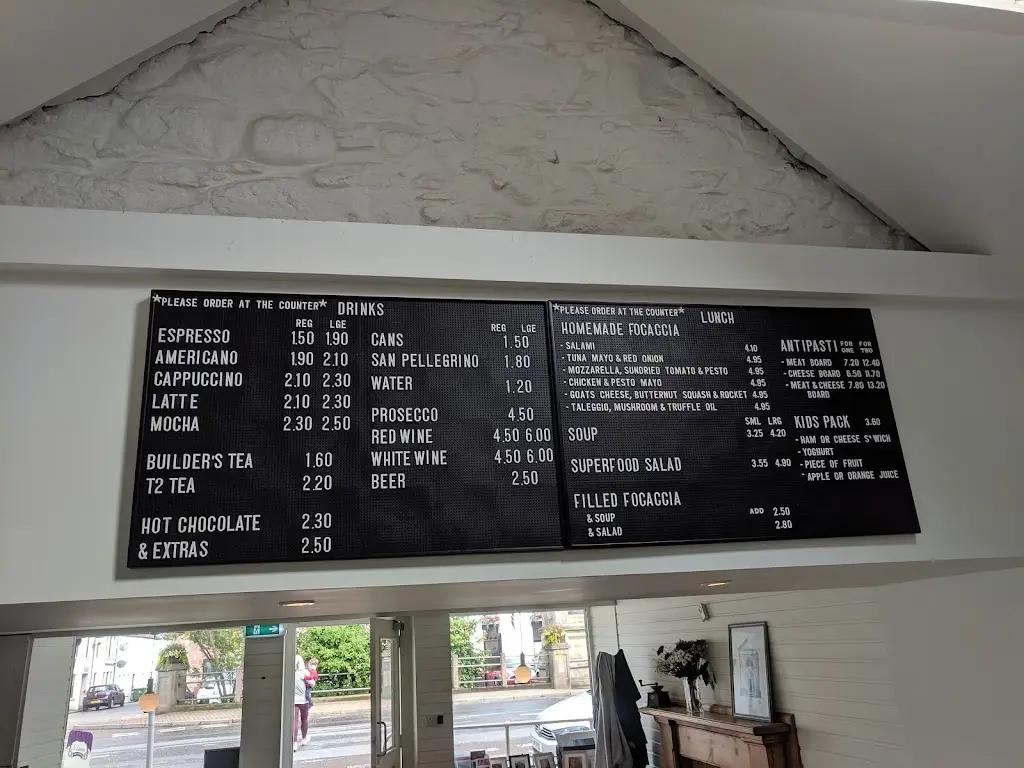 *PLEASE ORDER AT THE COUNTER* DRINKS
REG LGE
ESPRESSO 1.50 1.90
AMERICANO 1.90 2.10
CAPPUCCINO 2.10 2.30
LATTE 2.10 2.30
MOCHA 2.30 2.50
BUILDER'S TEA 1.60
T2 TEA 2.20
HOT CHOCOLATE 2.30
& EXTRAS 2.50
REG LGE
CANS 1.50
SAN PELLEGRINO 1.80
WATER 1.20
PROSECCO 4.50
RED WINE 4.50 6.00
WHITE WINE 4.50 6.00
BEER 2.50
*PLEASE ORDER AT THE COUNTER* LUNCH
HOMEMADE FOCACCIA
- SALAMI 4.10
- TUNA MAYO & RED ONION 4.95
- MOZZARELLA, SUNDRIED TOMATO & PESTO 4.95
- CHICKEN & PESTO MAYO 4.95
- GOATS CHEESE, BUTTERNUT SQUASH & ROCKET 4.95
- TALEGGIO, MUSHROOM & TRUFFLE OIL 4.95
SML LRG
SOUP 3.25 4.20
SUPERFOOD SALAD 3.55 4.90
FILLED FOCACCIA
& SOUP ADD 2.50
& SALAD 2.80
ANTIPASTI FOR ONE FOR TWO
- MEAT BOARD 7.20 12.40
- CHEESE BOARD 6.50 11.70
- MEAT & CHEESE 7.80 13.20
BOARD
KIDS PACK 3.60
- HAM OR CHEESE S'WICH
- YOGHURT
- PIECE OF FRUIT
- APPLE OR ORANGE JUICE